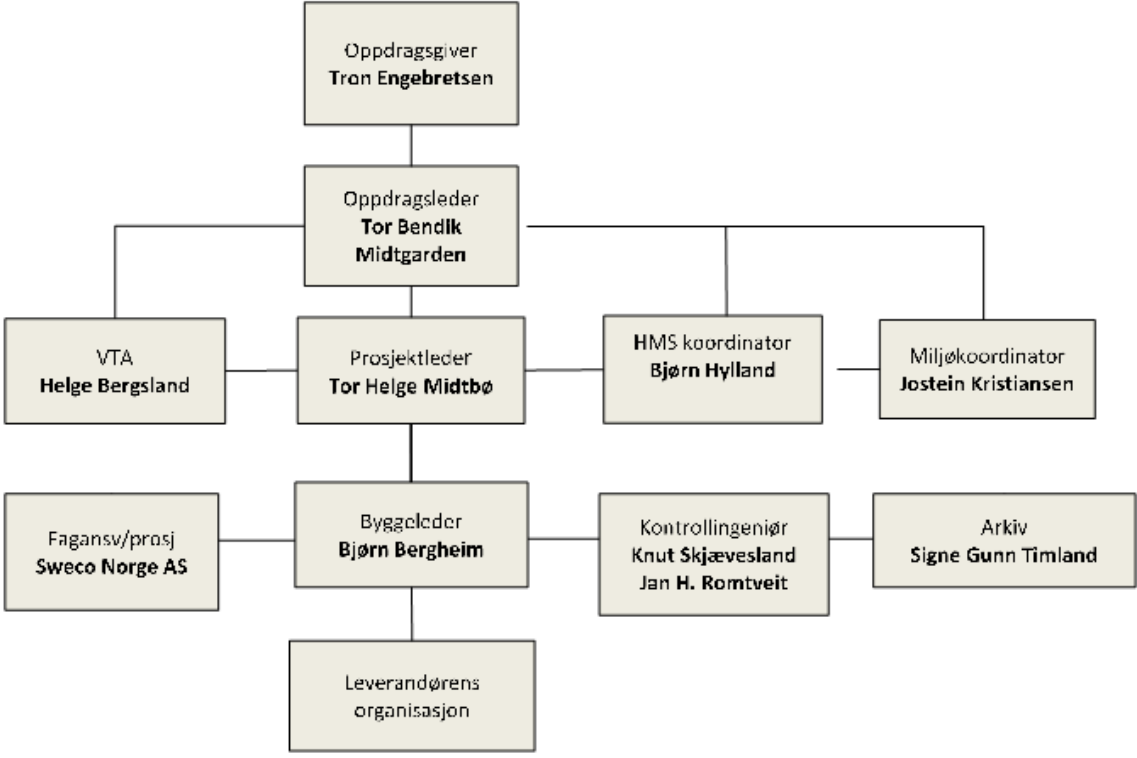 Oppdragsgiver
Tron Engebretsen
Oppdragsleder
Tor Bendik
Midtgarden
VTA
Helge Bergsland
Prosjektleder
Tor Helge Midtbø
HMS koordinator
Bjørn Hylland
Miljøkoordinator
Jostein Kristiansen
Fagansv/prosj
Sweco Norge AS
Byggeleder
Bjørn Bergheim
Kontrollingeniør
Knut Skjævesland
Jan H. Romtveit
Arkiv
Signe Gunn Timland
Leverandørens
organisasjon